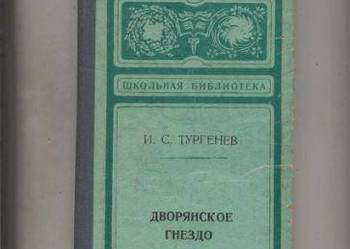 ШКОЛЬНАЯ БИБЛИОТЕКА
И. С. ТУРГЕНЕВ
ДВОРЯНСКОЕ
ГНЕЗДО